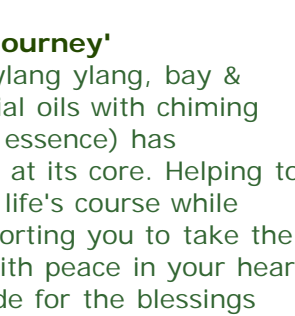 ourney'
ylang ylang, bay &
ial oils with chiming
essence) has
at its core. Helping to
life's course while
orting you to take the
ith peace in your hear
de for the blessings